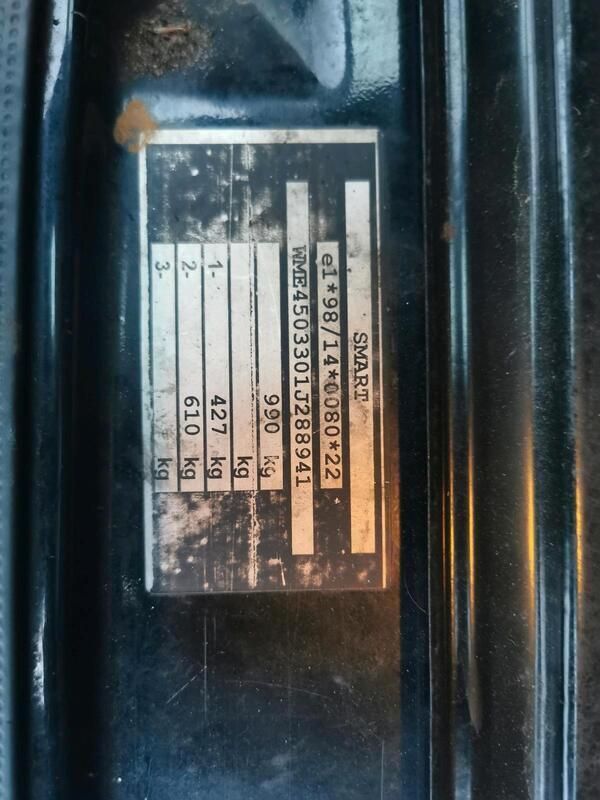 SMART
e1*98/14*0080*22
WME4503301J288941
990 kg
kg
1- 427 kg
2- 610 kg
3- kg